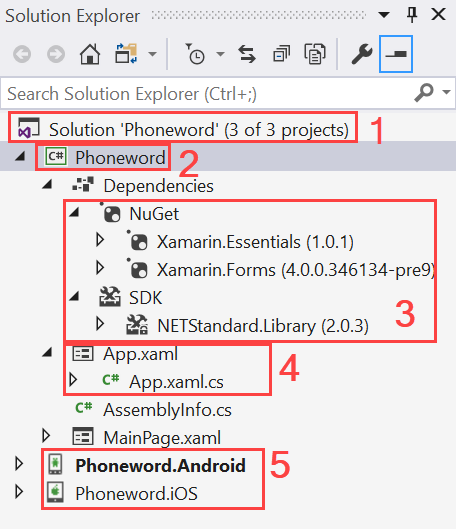 Solution Explorer
Search Solution Explorer (Ctrl+;)
Solution 'Phoneword' (3 of 3 projects) 1
C# Phoneword 2
Dependencies
NuGet
Xamarin.Essentials (1.0.1)
Xamarin.Forms (4.0.0.346134-pre9)
SDK
NETStandard.Library (2.0.3) 3
App.xaml
C# App.xaml.cs 4
C# AssemblyInfo.cs
MainPage.xaml
Phoneword.Android 5
Phoneword.iOS